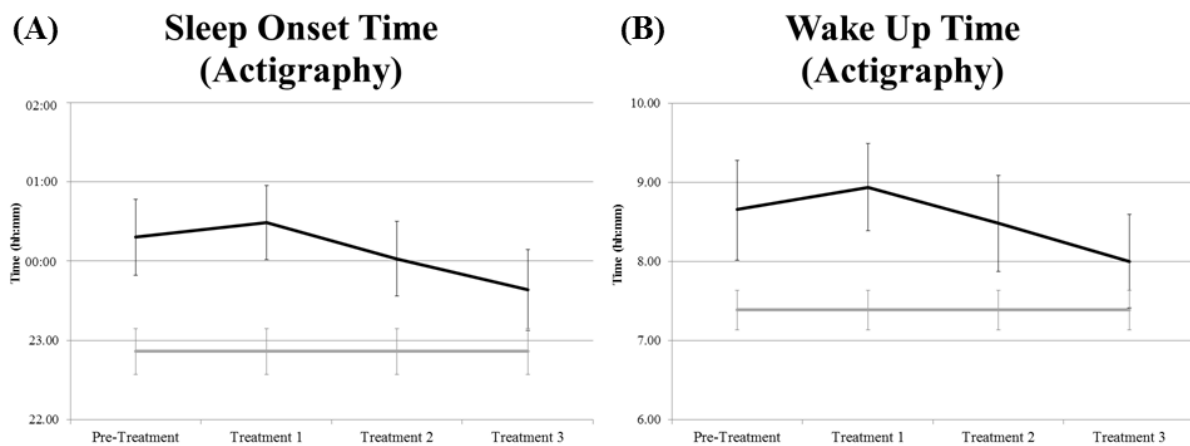 (A)
Sleep Onset Time
(Actigraphy)
Time (hh:mm)
02:00
01:00
00:00
23.00
22.00
Pre-Treatment
Treatment 1
Treatment 2
Treatment 3
(B)
Wake Up Time
(Actigraphy)
Time (hh:mm)
10.00
9.00
8.00
7.00
6.00
Pre-Treatment
Treatment 1
Treatment 2
Treatment 3